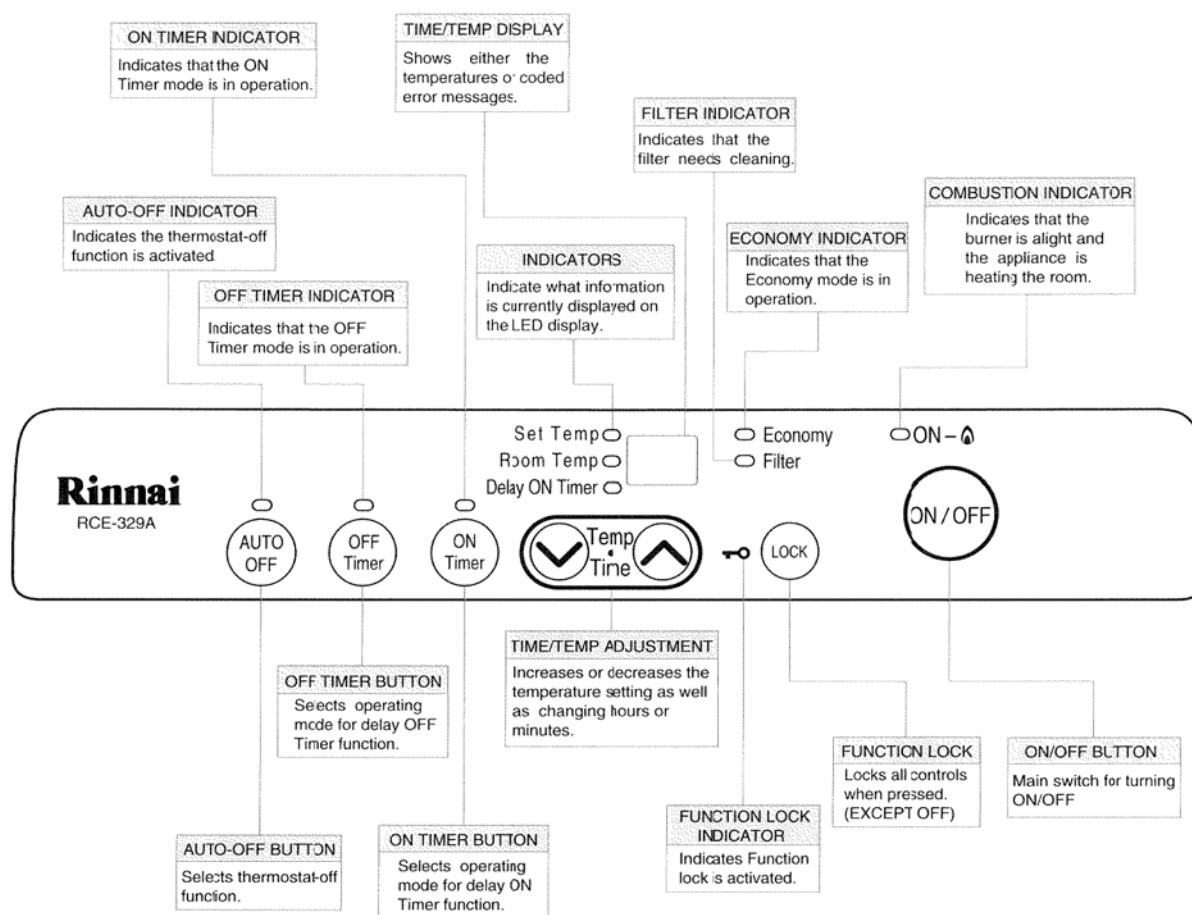 ON TIMER INDICATOR
Indicates that the ON
Timer mode is in operation.
TIME/TEMP DISPLAY
Shows either the
temperatures or coded
error messages.
FILTER INDICATOR
Indicates that the
filter needs cleaning.
AUTO-OFF INDICATOR
Indicates the thermostat-off
function is activated.
OFF TIMER INDICATOR
Indicates that the OFF
Timer mode is in operation.
INDICATORS
Indicate what information
is currently displayed on
the LED display.
ECONOMY INDICATOR
Indicates that the
Economy mode is in
operation.
COMBUSTION INDICATOR
Indicates that the
burner is alight and
the appliance is
heating the room.
Rinnai
RCE-329A
AUTO
OFF
OFF
Timer
ON
Timer
Set Temp
Room Temp
Delay ON Timer
Temp
Time
Economy
Filter
LOCK
ON –
ON / OFF
OFF TIMER BUTTON
Selects operating
mode for delay OFF
Timer function.
TIME/TEMP ADJUSTMENT
Increases or decreases the
temperature setting as well
as changing hours or
minutes.
FUNCTION LOCK
Locks all controls
when pressed.
(EXCEPT OFF)
ON/OFF BUTTON
Main switch for turning
ON/OFF
AUTO-OFF BUTTON
Selects thermostat-off
function.
ON TIMER BUTTON
Selects operating
mode for delay ON
Timer function.
FUNCTION LOCK
INDICATOR
Indicates Function
lock is activated.